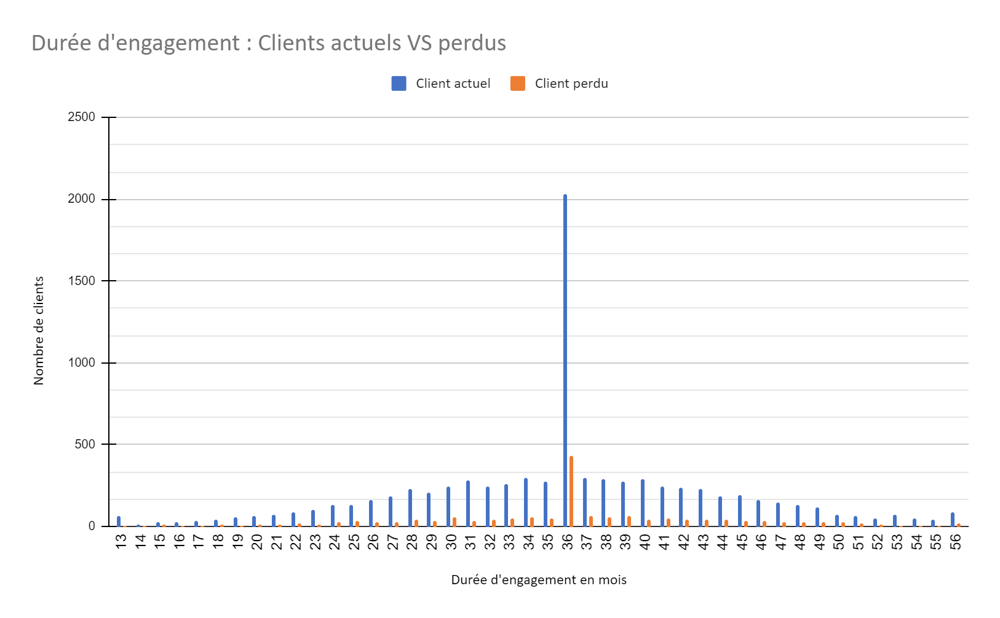 Durée d'engagement : Clients actuels VS perdus
Client actuel Client perdu
2500
2000
1500
1000
500
0
Nombre de clients
13 14 15 16 17 18 19 20 21 22 23 24 25 26 27 28 29 30 31 32 33 34 35 36 37 38 39 40 41 42 43 44 45 46 47 48 49 50 51 52 53 54 55 56
Durée d'engagement en mois